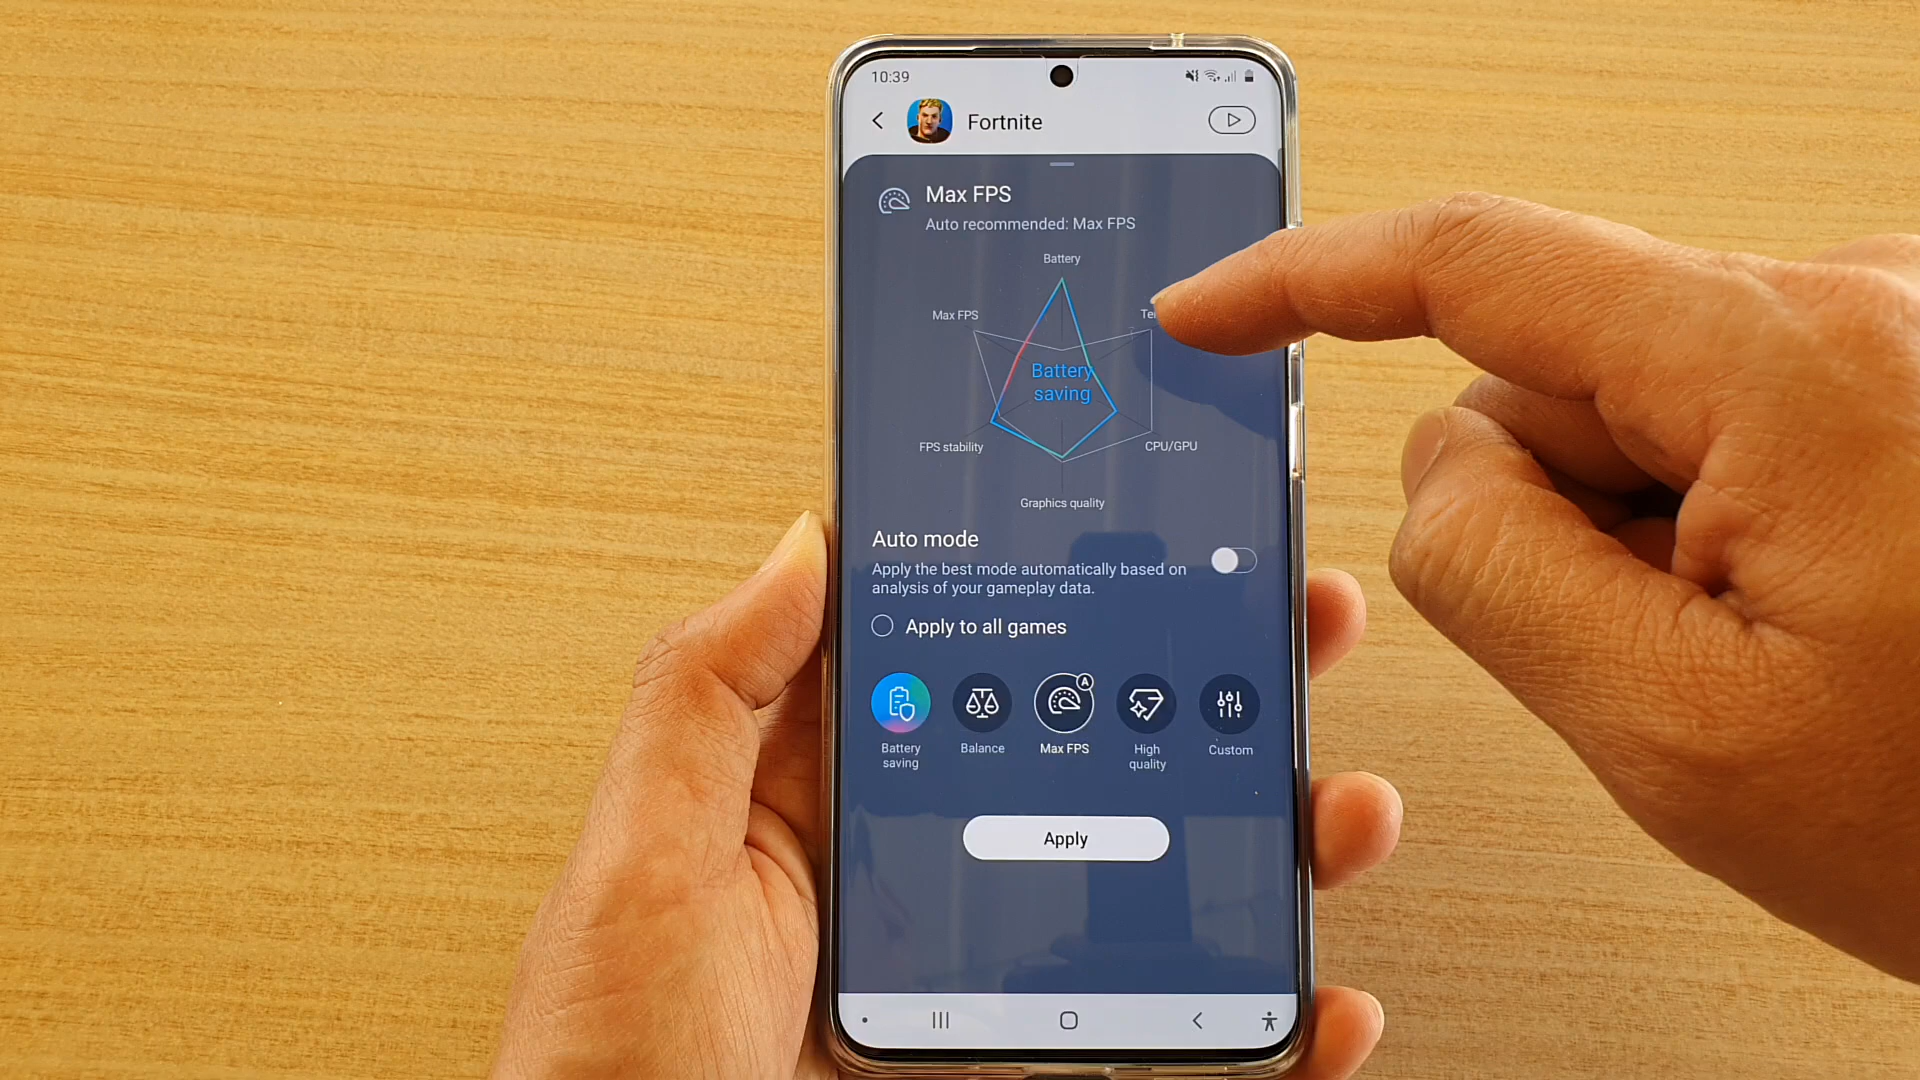 10:39
Fortnite
Max FPS
Auto recommended: Max FPS
Battery
Max FPS
Battery
saving
FPS stability
CPU/GPU
Graphics quality
Auto mode
Apply the best mode automatically based on
analysis of your gameplay data.
Apply to all games
A
Battery
saving
Balance
Max FPS
High
quality
Custom
Apply